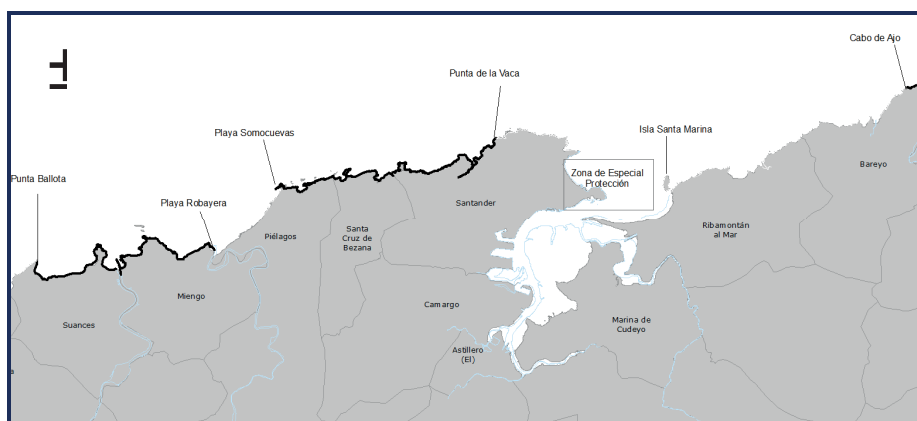 Cabo de Ajo
Punta de la Vaca
Playa Somocuevas
Isla Santa Marina
Bareyo
Zona de Especial
Protección
Punta Ballota
Playa Robayera
Santander
Piélagos
Santa
Cruz de
Bezana
Ribamontán
al Mar
Miengo
Camargo
Suances
Marina de
Cudeyo
Astillero
(El)
a